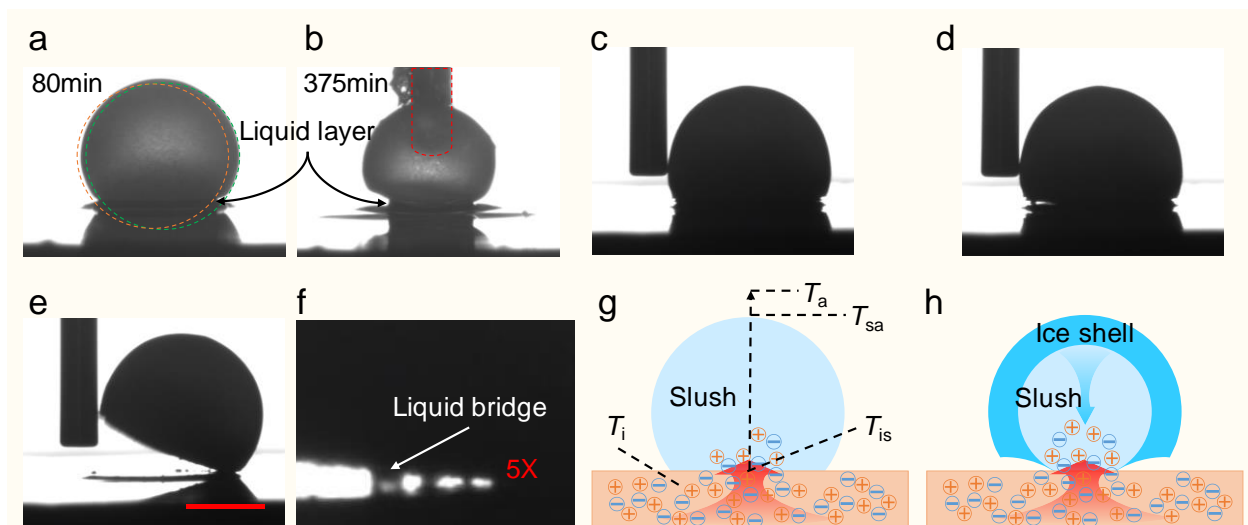 a
80min
b
375min
Liquid layer
c
d
e
f
Liquid bridge
5X
g
Ta
Tsa
Slush
Ti
Tis
h
Ice shell
Slush